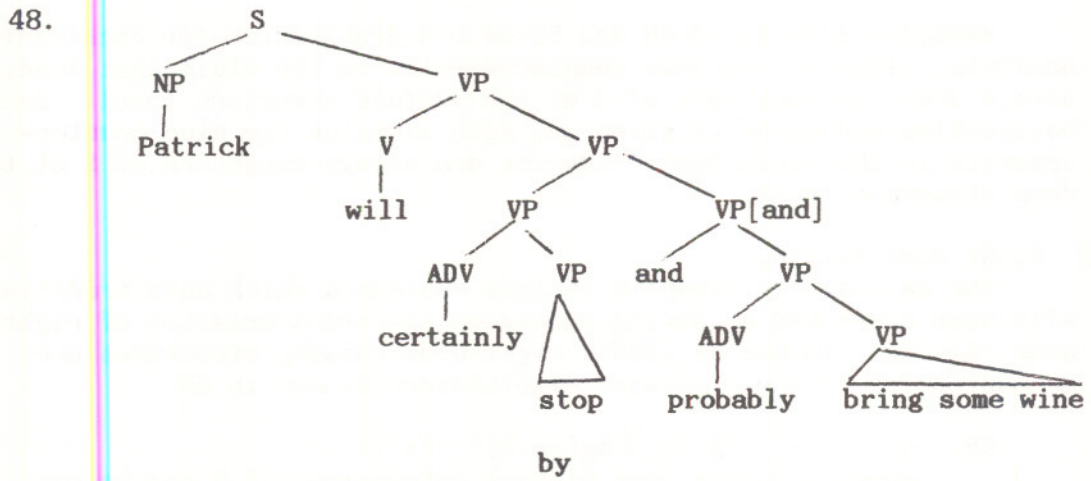 48. S
NP VP
Patrick V VP
will VP VP[and]
ADV VP and VP
certainly ADV VP
stop probably bring some wine
by